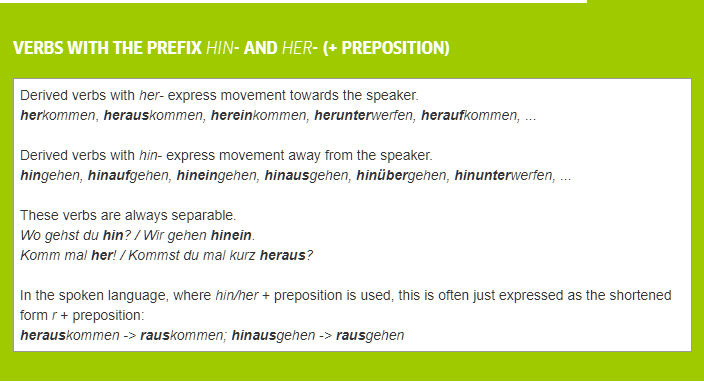 VERBS WITH THE PREFIX HIN- AND HER- (+ PREPOSITION)
Derived verbs with her- express movement towards the speaker.
herkommen, herauskommen, hereinkommen, herunterwerfen, heraufkommen, ...
Derived verbs with hin- express movement away from the speaker.
hingehen, hinaufgehen, hineingehen, hinausgehen, hinübergehen, hinunterwerfen, ...
These verbs are always separable.
Wo gehst du hin? / Wir gehen hinein.
Komm mal her! / Kommst du mal kurz heraus?
In the spoken language, where hin/her + preposition is used, this is often just expressed as the shortened
form r + preposition:
herauskommen -> rauskommen; hinausgehen -> rausgehen